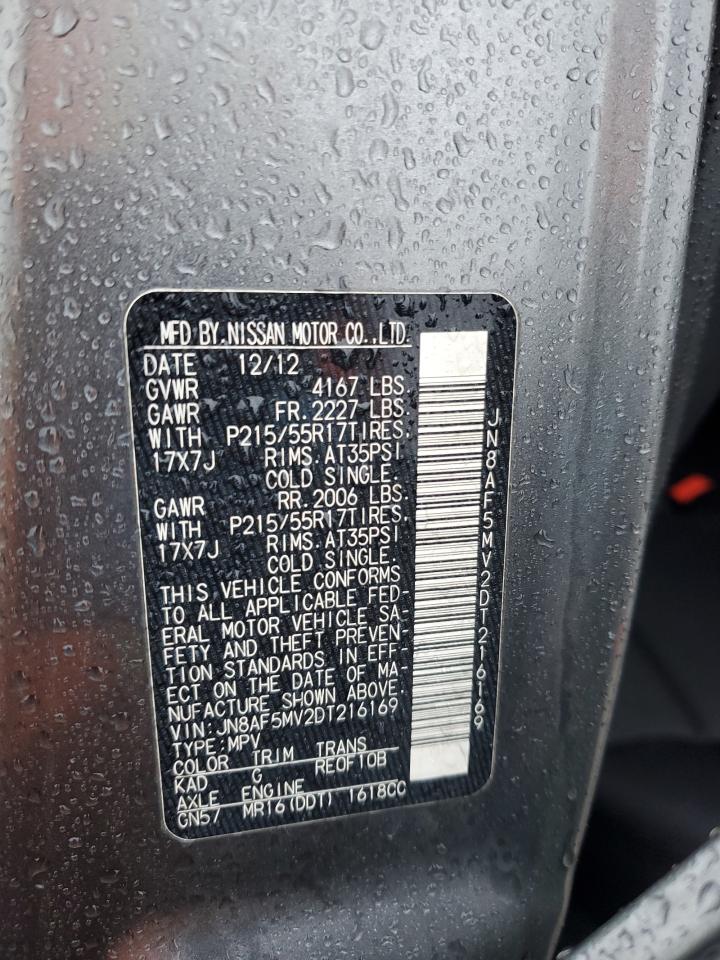 MFD BY.NISSAN MOTOR CO.,LTD
DATE 12/12
GVWR 4167 LBS
GAWR FR.2227 LBS.
WITH P215/55R17TIRES.
17X7J RIMS.AT35PSI
COLD SINGLE.
GAWR RR.2006 LBS.
WITH P215/55R17TIRES.
17X7J RIMS.AT35PSI
COLD SINGLE.
THIS VEHICLE CONFORMS
TO ALL APPLICABLE FED-
ERAL MOTOR VEHICLE SA-
FETY AND THEFT PREVEN-
TION STANDARDS IN EFF-
ECT ON THE DATE OF MA-
NUFACTURE SHOWN ABOVE.
VIN:JN8AF5MV2DT216169
TYPE:MPV
COLOR TRIM TRANS
KAD G RE0F10B
AXLE ENGINE
GN57 MR16(DDT) 1618CC
JN8AF5MV2DT216169